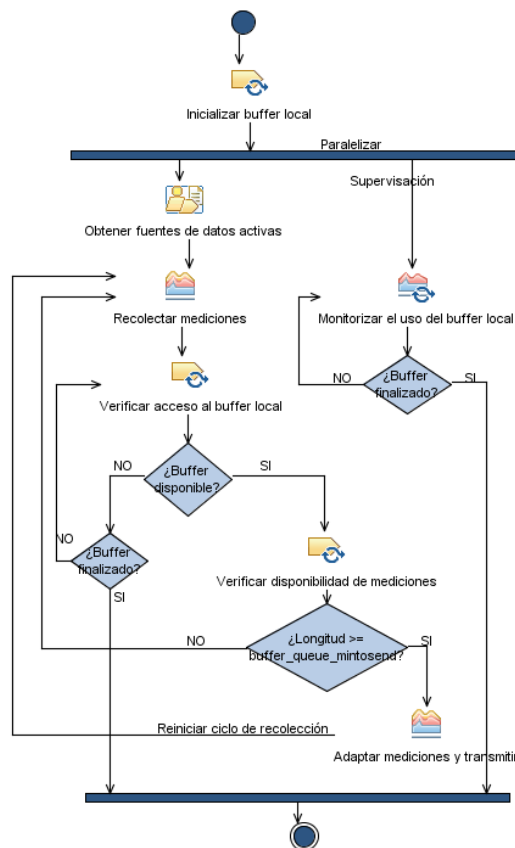 Inicializar buffer local
Paralelizar
Supervisación
Obtener fuentes de datos activas
Recolectar mediciones
Monitorizar el uso del buffer local
¿Buffer
finalizado?
NO
SI
Verificar acceso al buffer local
¿Buffer
disponible?
NO
SI
¿Buffer
finalizado?
NO
SI
Verificar disponibilidad de mediciones
¿Longitud >=
buffer_queue_mintosend?
NO
SI
Reiniciar ciclo de recolección
Adaptar mediciones y transmitir